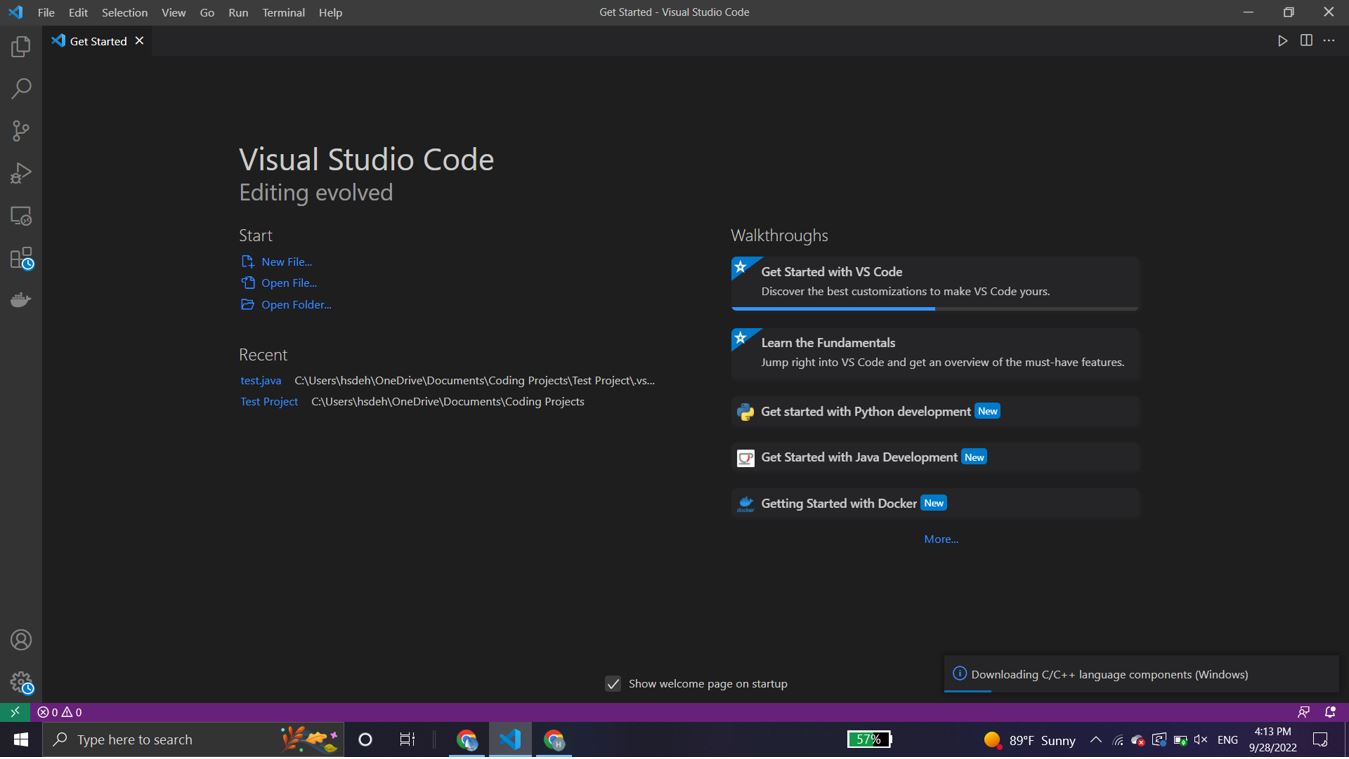 File Edit Selection View Go Run Terminal Help
Get Started - Visual Studio Code
Get Started
Visual Studio Code
Editing evolved
Start
New File...
Open File...
Open Folder...
Recent
test.java C:\Users\hsdeh\OneDrive\Documents\Coding Projects\Test Project\.vs...
Test Project C:\Users\hsdeh\OneDrive\Documents\Coding Projects
Walkthroughs
Get Started with VS Code
Discover the best customizations to make VS Code yours.
Learn the Fundamentals
Jump right into VS Code and get an overview of the must-have features.
Get started with Python development New
Get Started with Java Development New
docker
Getting Started with Docker New
More...
Show welcome page on startup
Downloading C/C++ language components (Windows)
0 0
Type here to search
H
57%
89°F Sunny
ENG
4:13 PM
9/28/2022